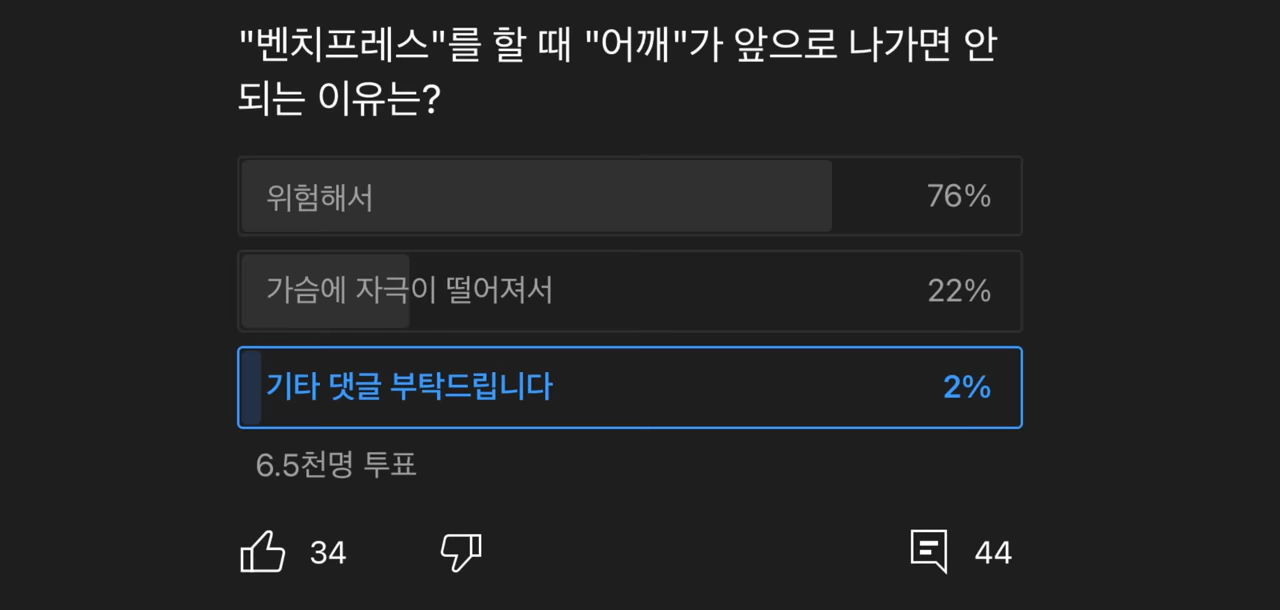 "벤치프레스"를 할 때 "어깨"가 앞으로 나가면 안
되는 이유는?
위험해서 76%
가슴에 자극이 떨어져서 22%
기타 댓글 부탁드립니다 2%
6.5천명 투표
34 44